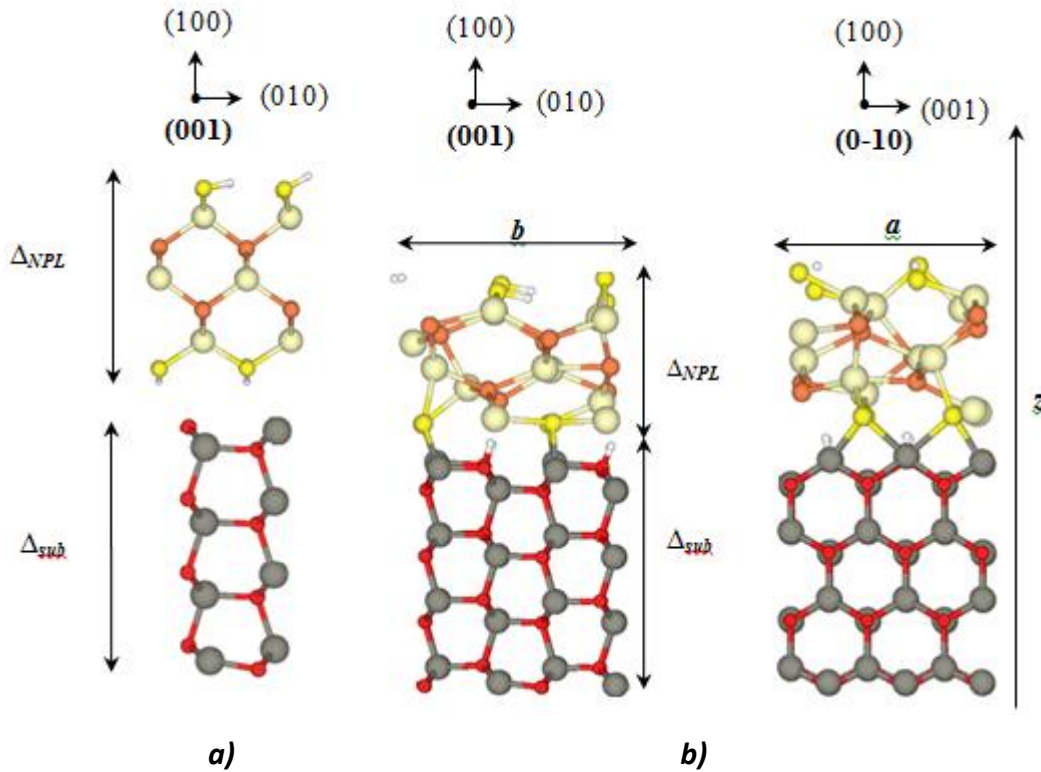 (100)
(010)
(001)
Δ_NPL
Δ_sub
a)
(100)
(010)
(001)
b
Δ_NPL
Δ_sub
(100)
(001)
(0-10)
a
z
b)